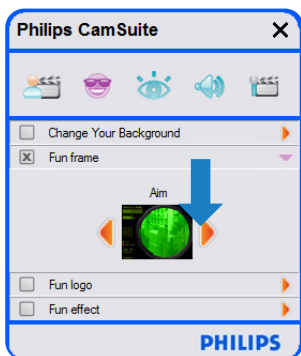 Philips CamSuite
Change Your Background
Fun frame
Aim
Fun logo
Fun effect
PHILIPS